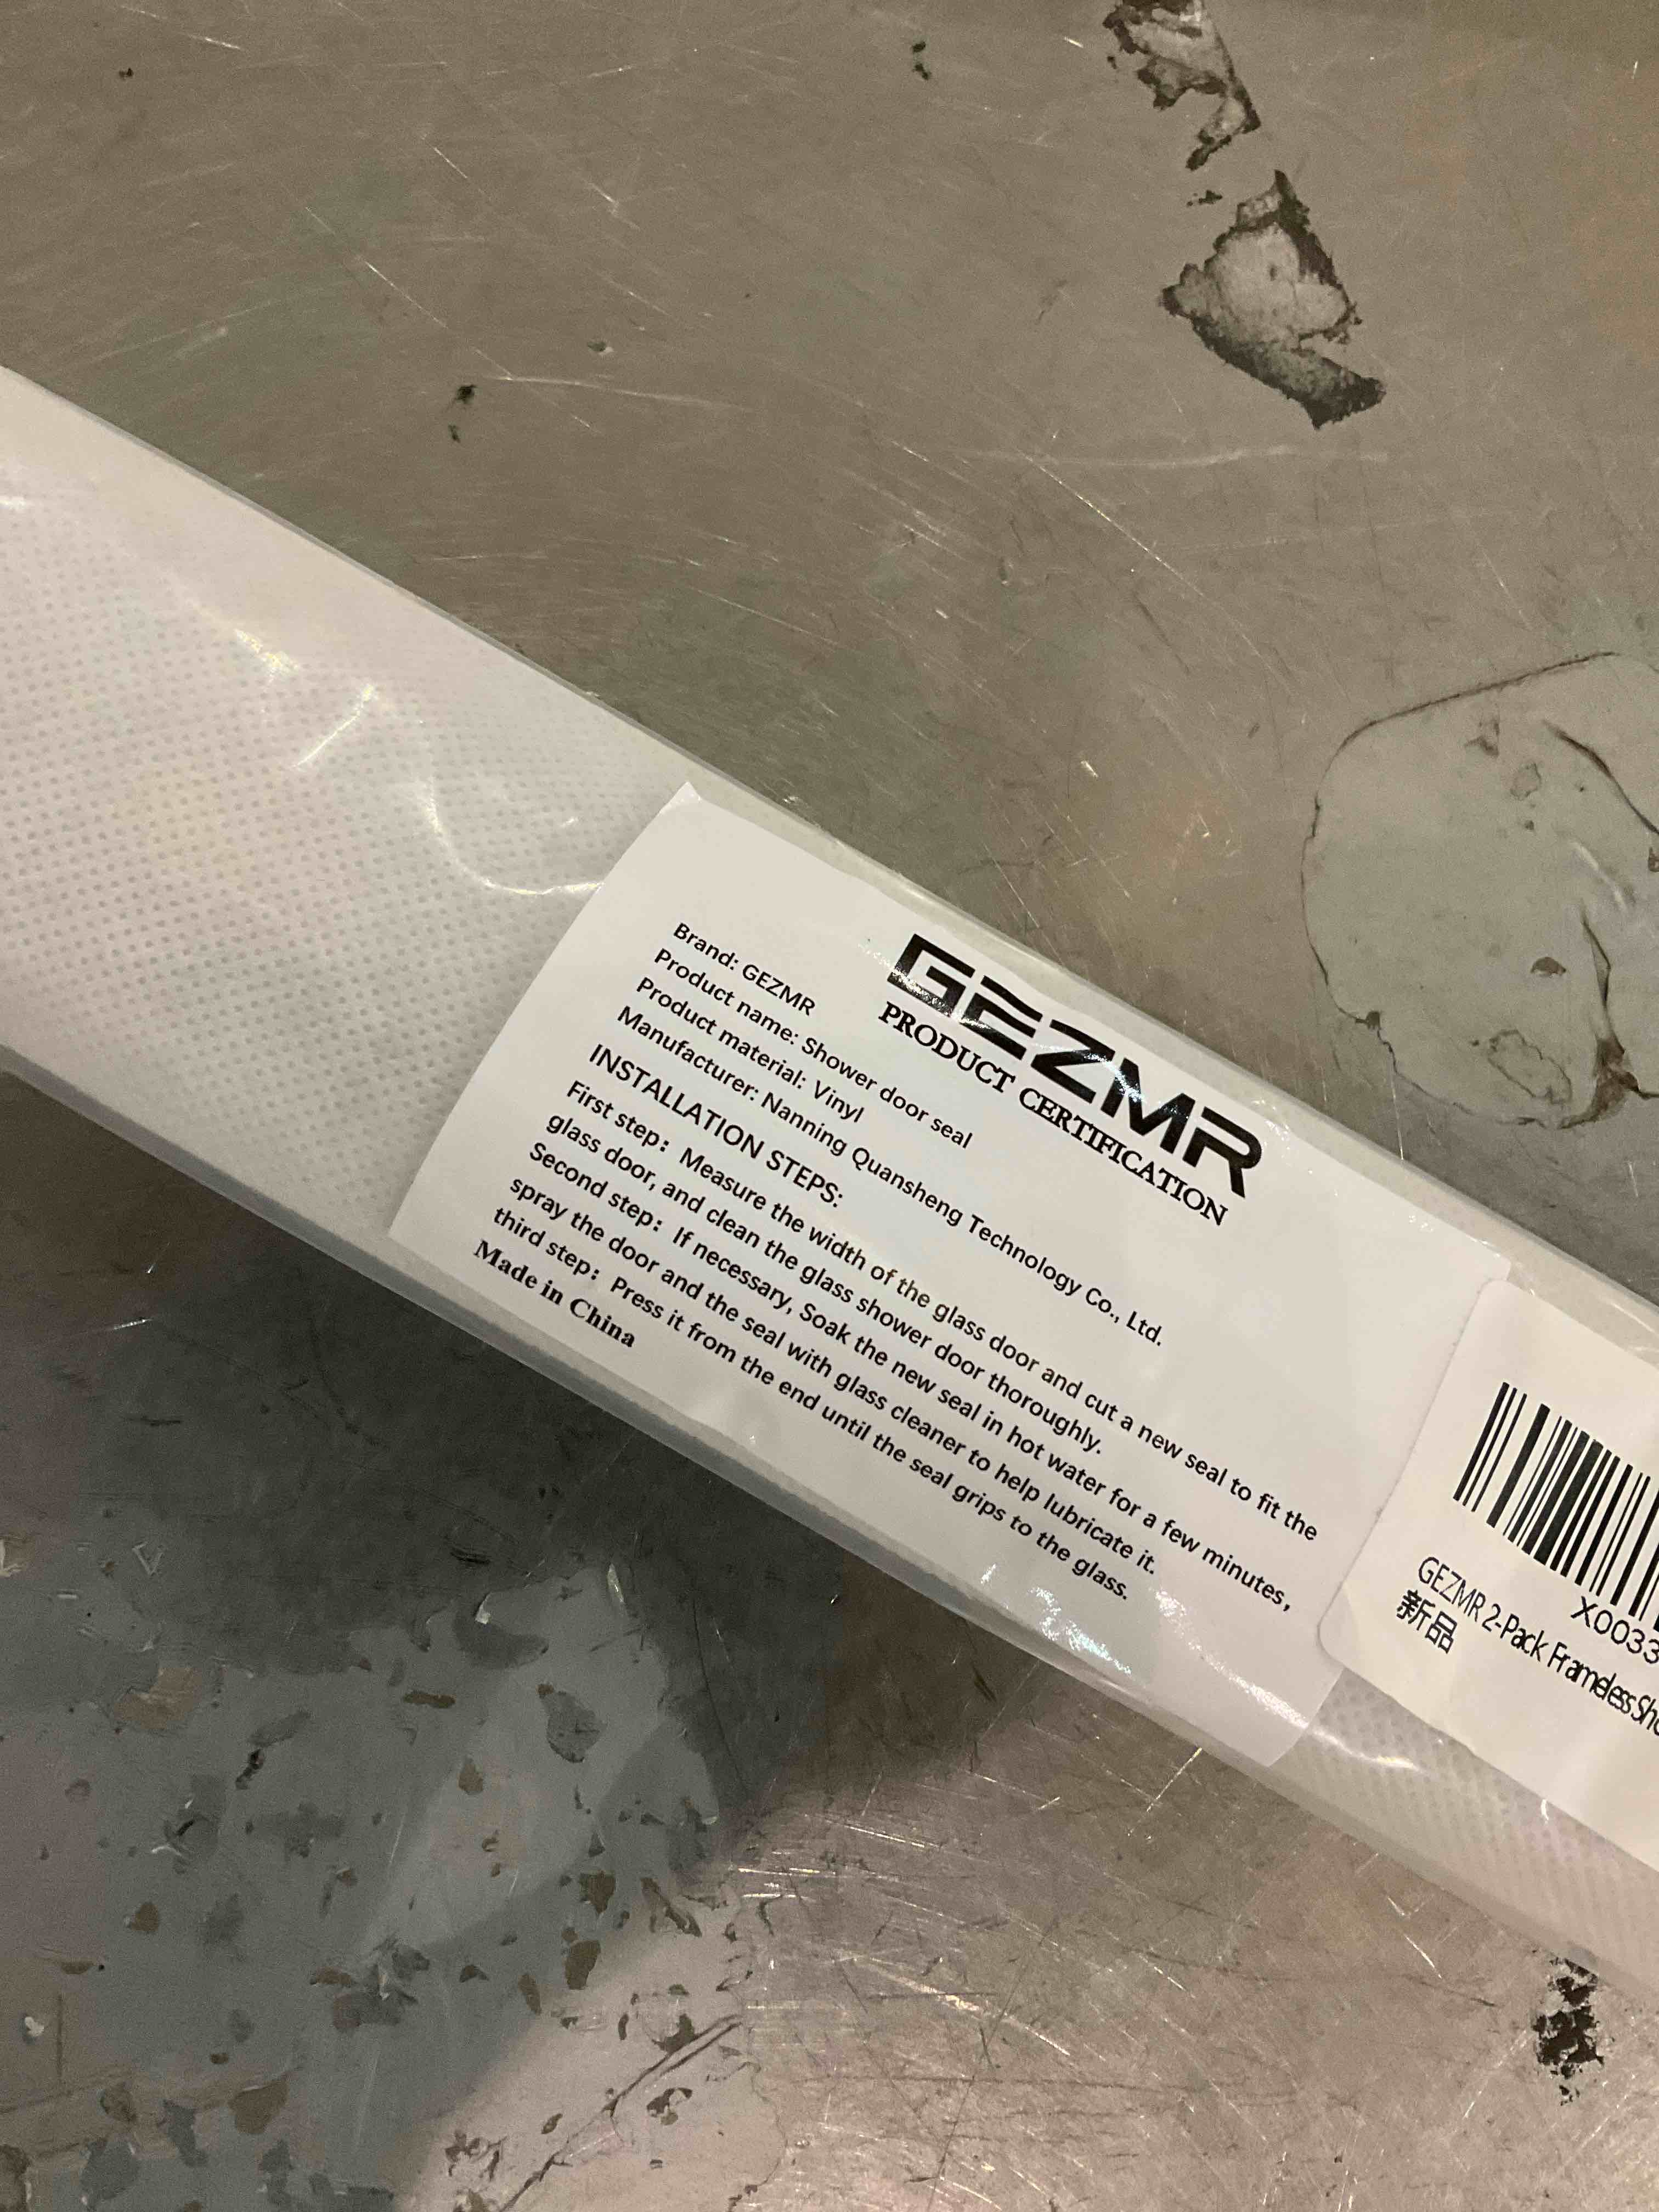 GEZMR
PRODUCT CERTIFICATION
Brand: GEZMR
Product name: Shower door seal
Product material: Vinyl
Manufacturer: Nanning Quansheng Technology Co., Ltd.
INSTALLATION STEPS:
First step: Measure the width of the glass door and cut a new seal to fit the
glass door, and clean the glass shower door thoroughly.
Second step: If necessary, Soak the new seal in hot water for a few minutes,
spray the door and the seal with glass cleaner to help lubricate it.
third step: Press it from the end until the seal grips to the glass.
Made in China
X0033
GEZMR 2-Pack Frameless Sho
新品